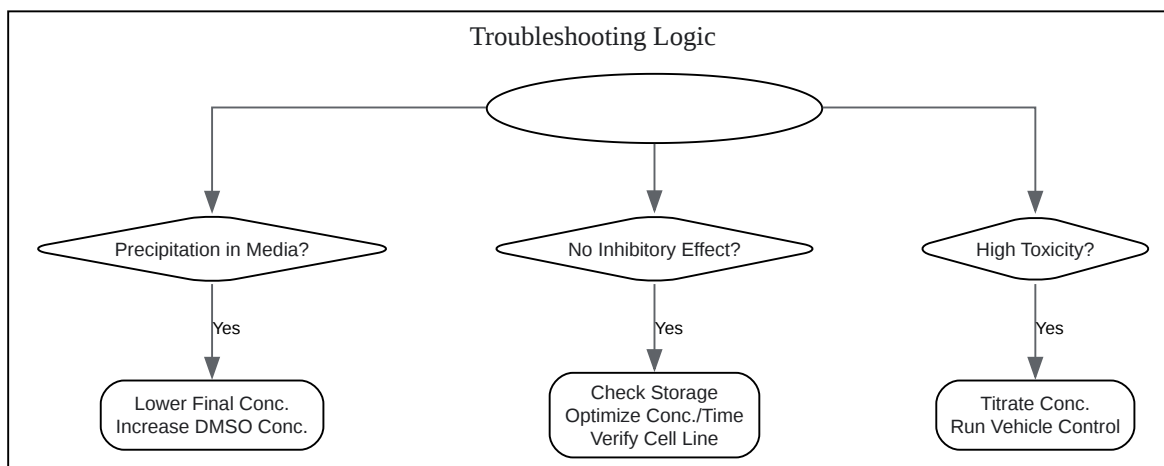 Troubleshooting Logic
Precipitation in Media?
No Inhibitory Effect?
High Toxicity?
Yes
Yes
Yes
Lower Final Conc.
Increase DMSO Conc.
Check Storage
Optimize Conc./Time
Verify Cell Line
Titrate Conc.
Run Vehicle Control